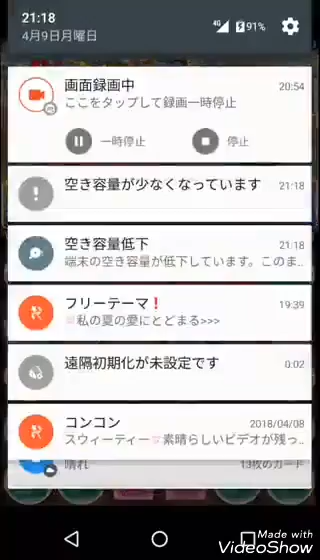 21:18
4月9日月曜日
4G
91%
画面録画中
20:54
ここをタップして録画一時停止
一時停止
停止
空き容量が少なくなっています
21:18
空き容量低下
21:18
端末の空き容量が低下しています。このま..
フリーテーマ❗
19:39
私の夏の愛にとどまる>>>
遠隔初期化が未設定です
0:02
コンコン
2018/04/08
スウィーティー♡素晴らしいビデオが残っ..
晴れ
13枚のカード
Made with
VideoShow